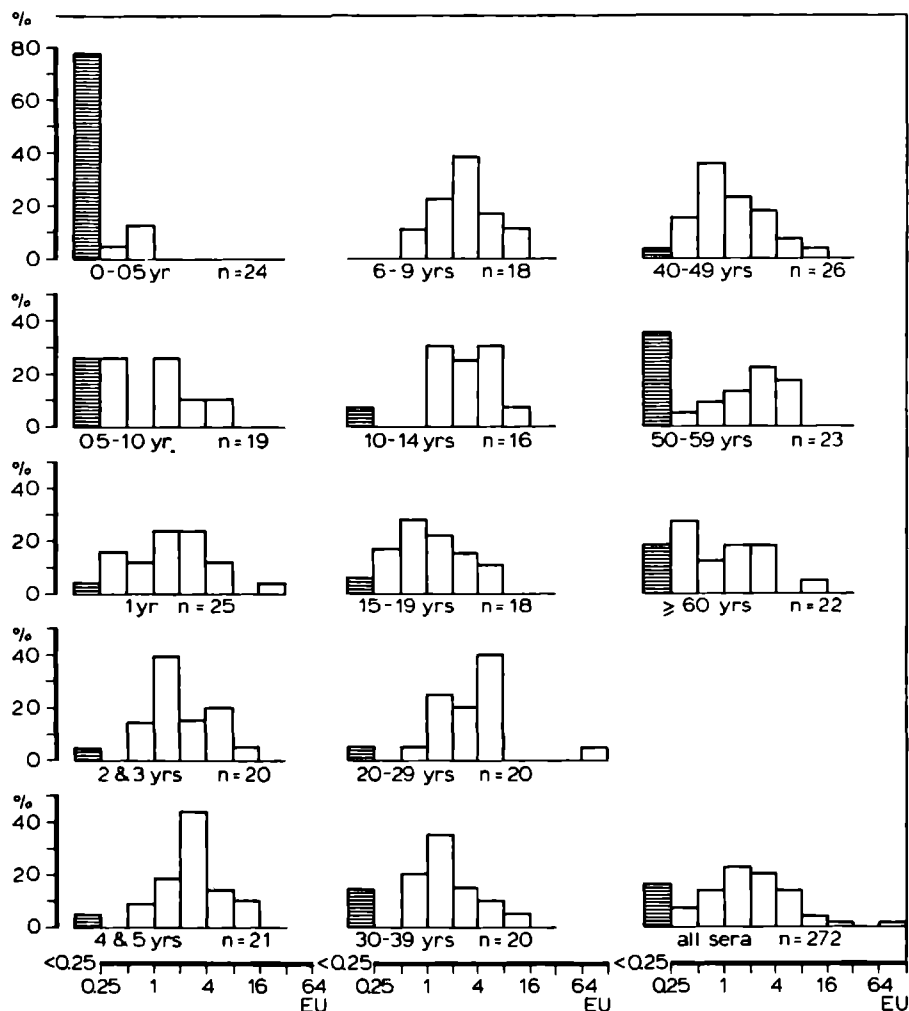 %
80
60
40
20
0
0-05 yr n=24
6-9 yrs n=18
40-49 yrs n=26
%
40
20
0
05-10 yr. n=19
10-14 yrs n=16
50-59 yrs n=23
%
40
20
0
1 yr n=25
15-19 yrs n=18
⩾ 60 yrs n=22
%
40
20
0
2 & 3 yrs n=20
20-29 yrs n=20
%
40
20
0
4 & 5 yrs n=21
30-39 yrs n=20
all sera n=272
<0.25 <0.25 <0.25
0.25 1 4 16 64 0.25 1 4 16 64 0.25 1 4 16 64
EU EU EU